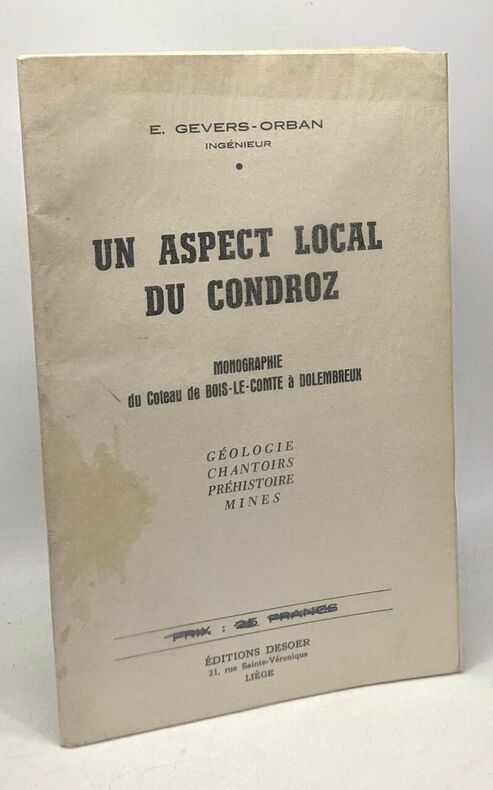 E. GEVERS-ORBAN
INGÉNIEUR
UN ASPECT LOCAL
DU CONDROZ
MONOGRAPHIE
du Coteau de BOIS-LE-COMTE à DOLEMBREUX
GÉOLOGIE
CHANTOIRS
PRÉHISTOIRE
MINES
PRIX : 25 FRANCS
ÉDITIONS DESOER
21, rue Sainte-Véronique
LIÈGE